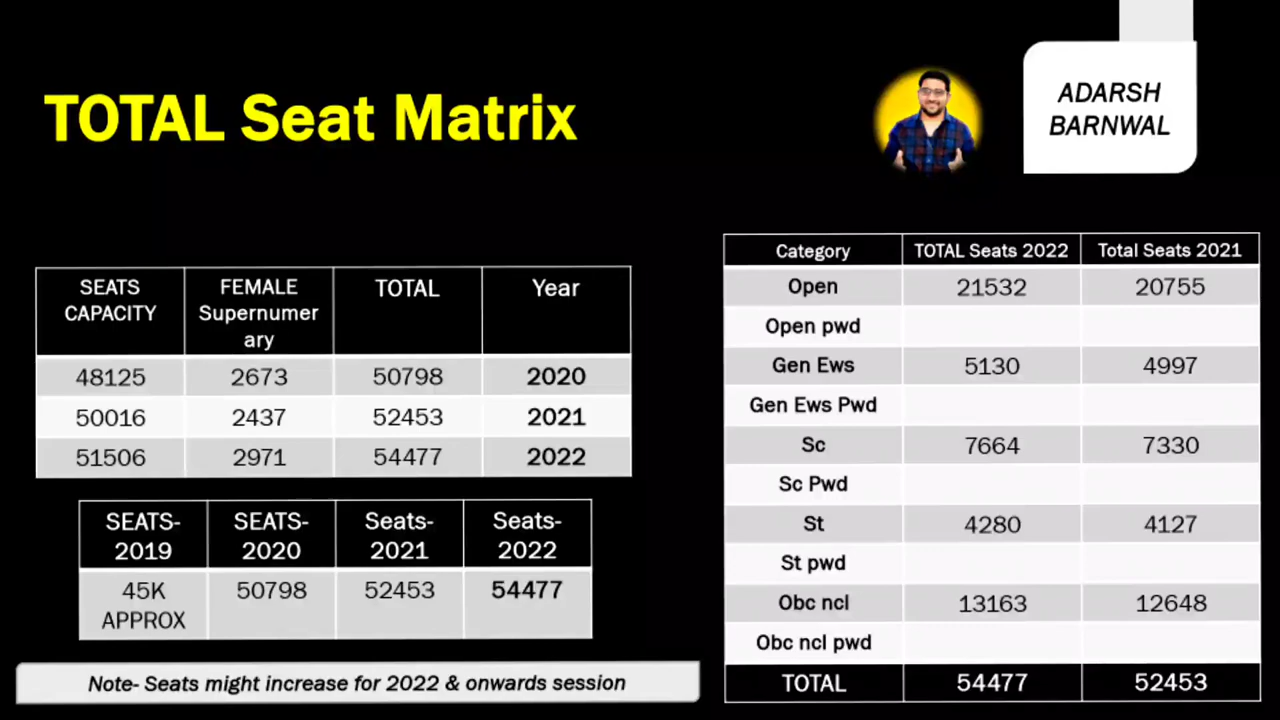 TOTAL Seat Matrix
ADARSH
BARNWAL
SEATS CAPACITY FEMALE Supernumer ary TOTAL Year
48125 2673 50798 2020
50016 2437 52453 2021
51506 2971 54477 2022
SEATS- 2019 SEATS- 2020 Seats- 2021 Seats- 2022
45K APPROX 50798 52453 54477
Note- Seats might increase for 2022 & onwards session
Category TOTAL Seats 2022 Total Seats 2021
Open 21532 20755
Open pwd
Gen Ews 5130 4997
Gen Ews Pwd
Sc 7664 7330
Sc Pwd
St 4280 4127
St pwd
Obc ncl 13163 12648
Obc ncl pwd
TOTAL 54477 52453